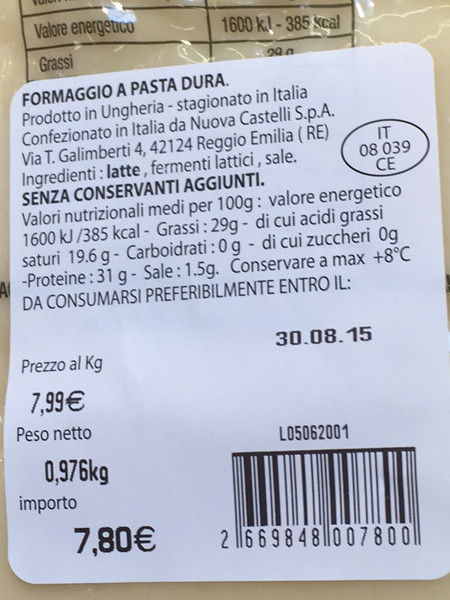 Valore energetico
1600 kJ - 385 kcal
Grassi
29 g
FORMAGGIO A PASTA DURA.
Prodotto in Ungheria - stagionato in Italia
Confezionato in Italia da Nuova Castelli S.p.A.
Via T. Galimberti 4, 42124 Reggio Emilia ( RE)
Ingredienti : latte , fermenti lattici , sale.
SENZA CONSERVANTI AGGIUNTI.
IT
08 039
CE
Valori nutrizionali medi per 100g : valore energetico
1600 kJ /385 kcal - Grassi : 29g - di cui acidi grassi
saturi 19.6 g - Carboidrati : 0 g - di cui zuccheri 0g
-Proteine : 31 g - Sale : 1.5g. Conservare a max +8°C
DA CONSUMARSI PREFERIBILMENTE ENTRO IL:
30.08.15
Prezzo al Kg
7,99€
Peso netto
0,976kg
importo
7,80€
L05062001
2 669848 007800